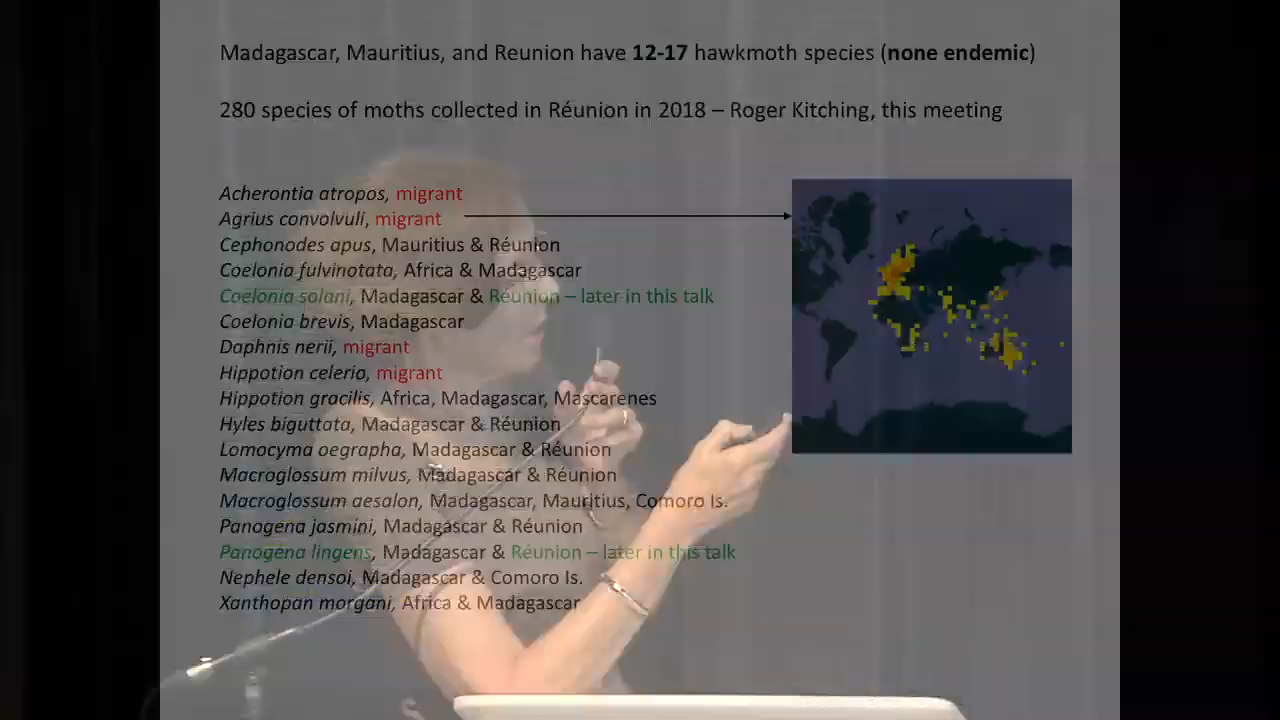 Madagascar, Mauritius, and Reunion have 12-17 hawkmoth species (none endemic)
280 species of moths collected in Réunion in 2018 – Roger Kitching, this meeting
Acherontia atropos, migrant
Agrius convolvuli, migrant
Cephonodes apus, Mauritius & Réunion
Coelonia fulvinotata, Africa & Madagascar
Coelonia solani, Madagascar & Réunion – later in this talk
Coelonia brevis, Madagascar
Daphnis nerii, migrant
Hippotion celerio, migrant
Hippotion gracilis, Africa, Madagascar, Mascarenes
Hyles biguttata, Madagascar & Réunion
Lomocyma oegrapha, Madagascar & Réunion
Macroglossum milvus, Madagascar & Réunion
Macroglossum aesalon, Madagascar, Mauritius, Comoro Is.
Panogena jasmini, Madagascar & Réunion
Panogena lingens, Madagascar & Réunion – later in this talk
Nephele densoi, Madagascar & Comoro Is.
Xanthopan morgani, Africa & Madagascar